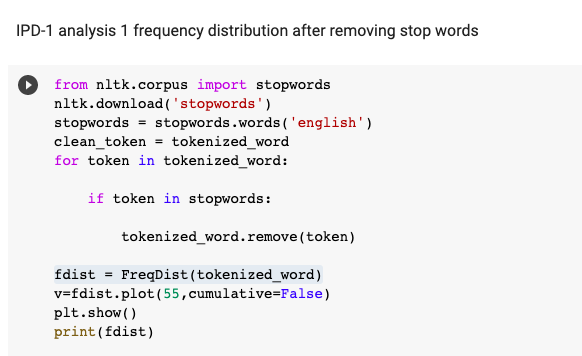 IPD-1 analysis 1 frequency distribution after removing stop words
from nltk.corpus import stopwords
nltk.download('stopwords')
stopwords = stopwords.words('english')
clean_token = tokenized_word
for token in tokenized_word:
    if token in stopwords:
        tokenized_word.remove(token)
fdist = FreqDist(tokenized_word)
v=fdist.plot(55,cumulative=False)
plt.show()
print(fdist)